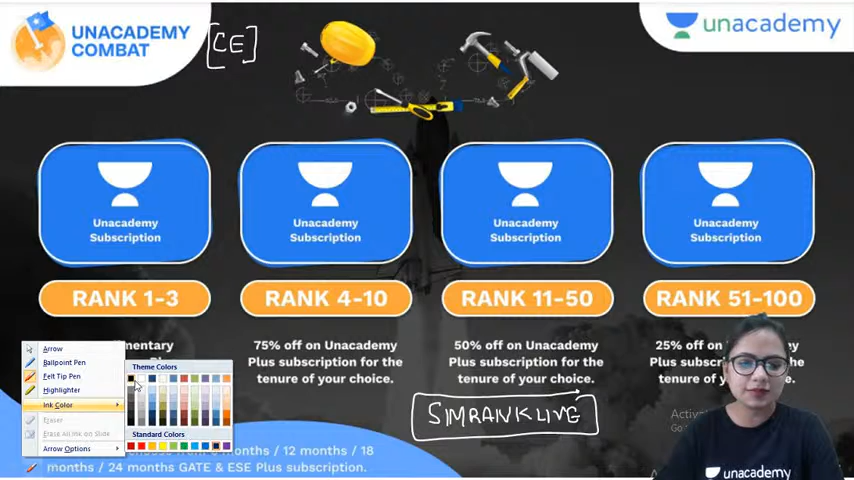 UNACADEMY
COMBAT
[CE]
unacademy
Unacademy
Subscription
Unacademy
Subscription
Unacademy
Subscription
Unacademy
Subscription
RANK 1-3
RANK 4-10
RANK 11-50
RANK 51-100
75% off on Unacademy
Plus subscription for the
tenure of your choice.
50% off on Unacademy
Plus subscription for the
tenure of your choice.
25% off on
Plus subscription
tenure of
Arrow
Ballpoint Pen
Felt Tip Pen
Highlighter
Ink Color
Eraser
Erase All Ink on Slide
Arrow Options
Theme Colors
Standard Colors
SIMRANKLIVE
months / 12 months / 18
months / 24 months GATE & ESE Plus subscription.
unacademy